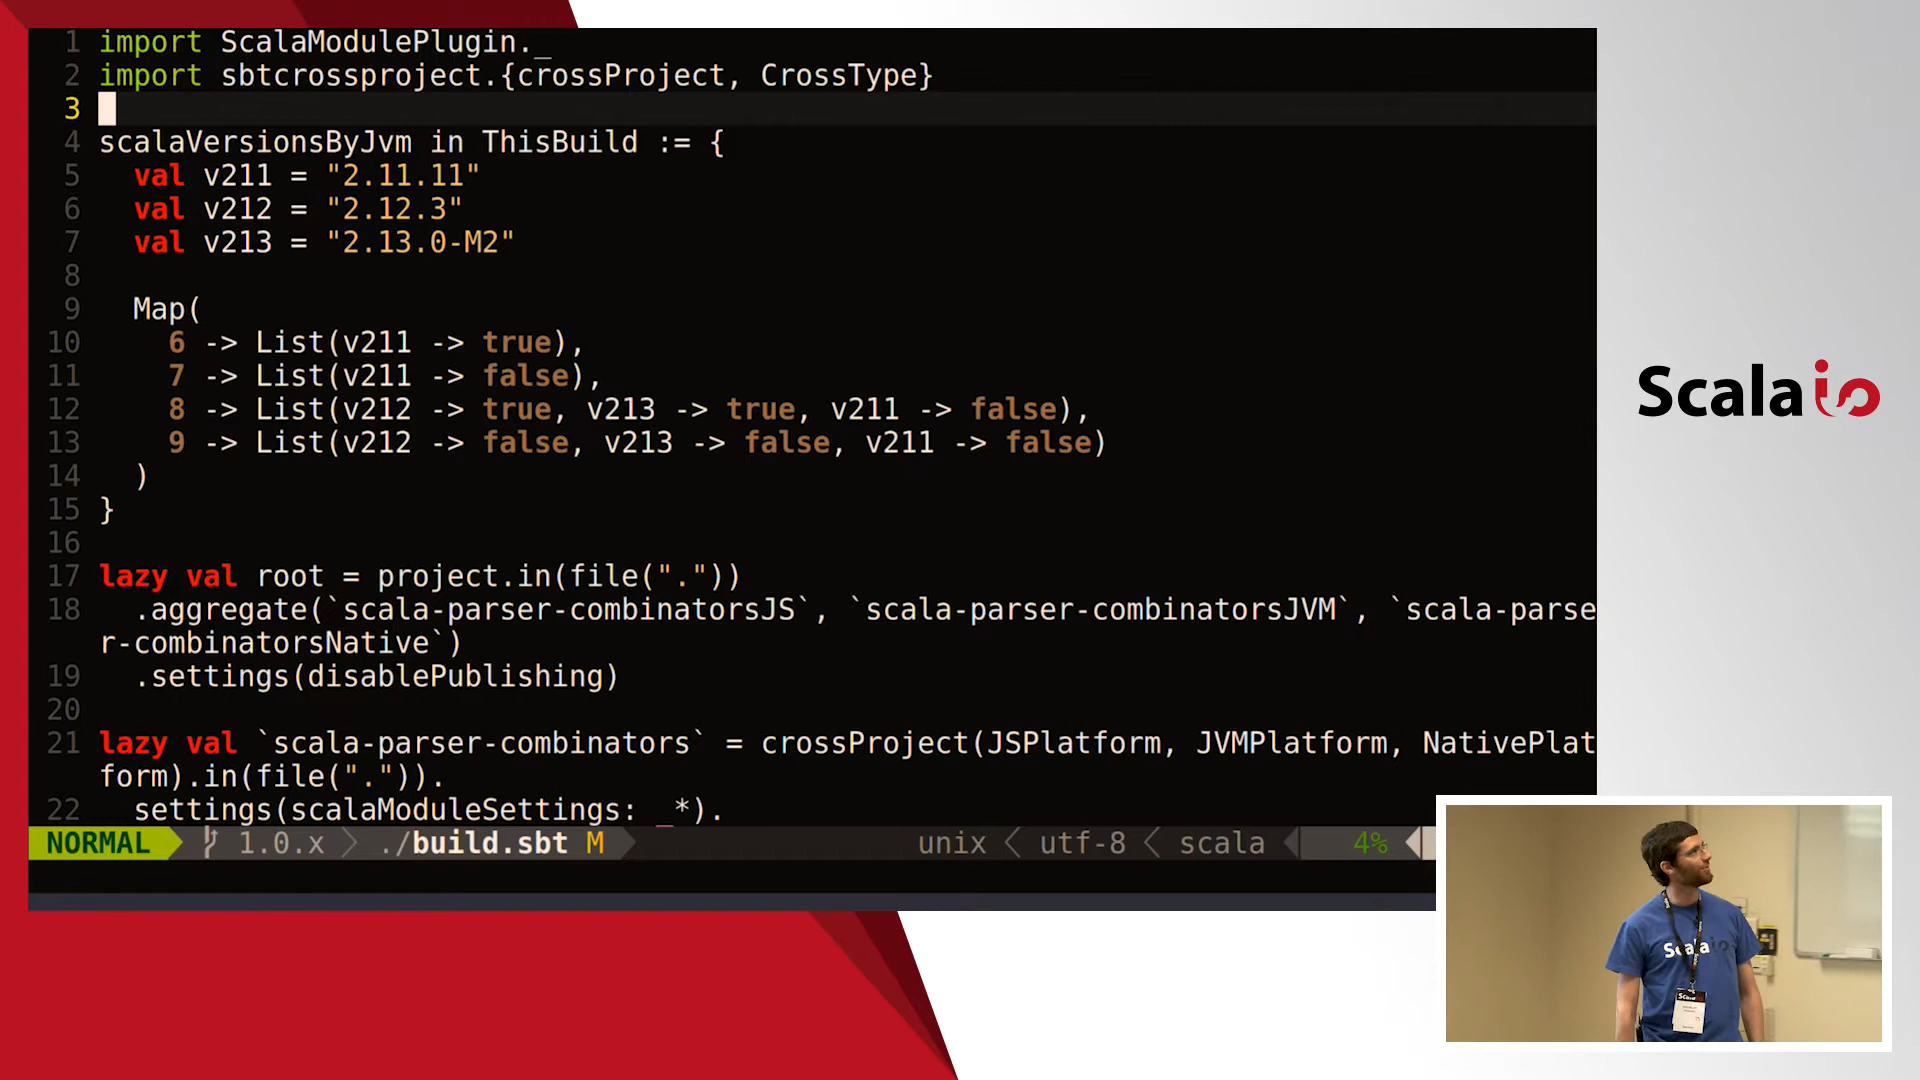 1 import ScalaModulePlugin._
2 import sbtcrossproject.{crossProject, CrossType}
3
4 scalaVersionsByJvm in ThisBuild := {
5   val v211 = "2.11.11"
6   val v212 = "2.12.3"
7   val v213 = "2.13.0-M2"
8
9   Map(
10     6 -> List(v211 -> true),
11     7 -> List(v211 -> false),
12     8 -> List(v212 -> true, v213 -> true, v211 -> false),
13     9 -> List(v212 -> false, v213 -> false, v211 -> false)
14   )
15 }
16
17 lazy val root = project.in(file("."))
18   .aggregate(`scala-parser-combinatorsJS`, `scala-parser-combinatorsJVM`, `scala-parse
r-combinatorsNative`)
19   .settings(disablePublishing)
20
21 lazy val `scala-parser-combinators` = crossProject(JSPlatform, JVMPlatform, NativePlat
form).in(file(".")).
22   settings(scalaModuleSettings: _*).
NORMAL 1.0.x ./build.sbt M unix utf-8 scala 4%
Scala io
Scala io
Scala